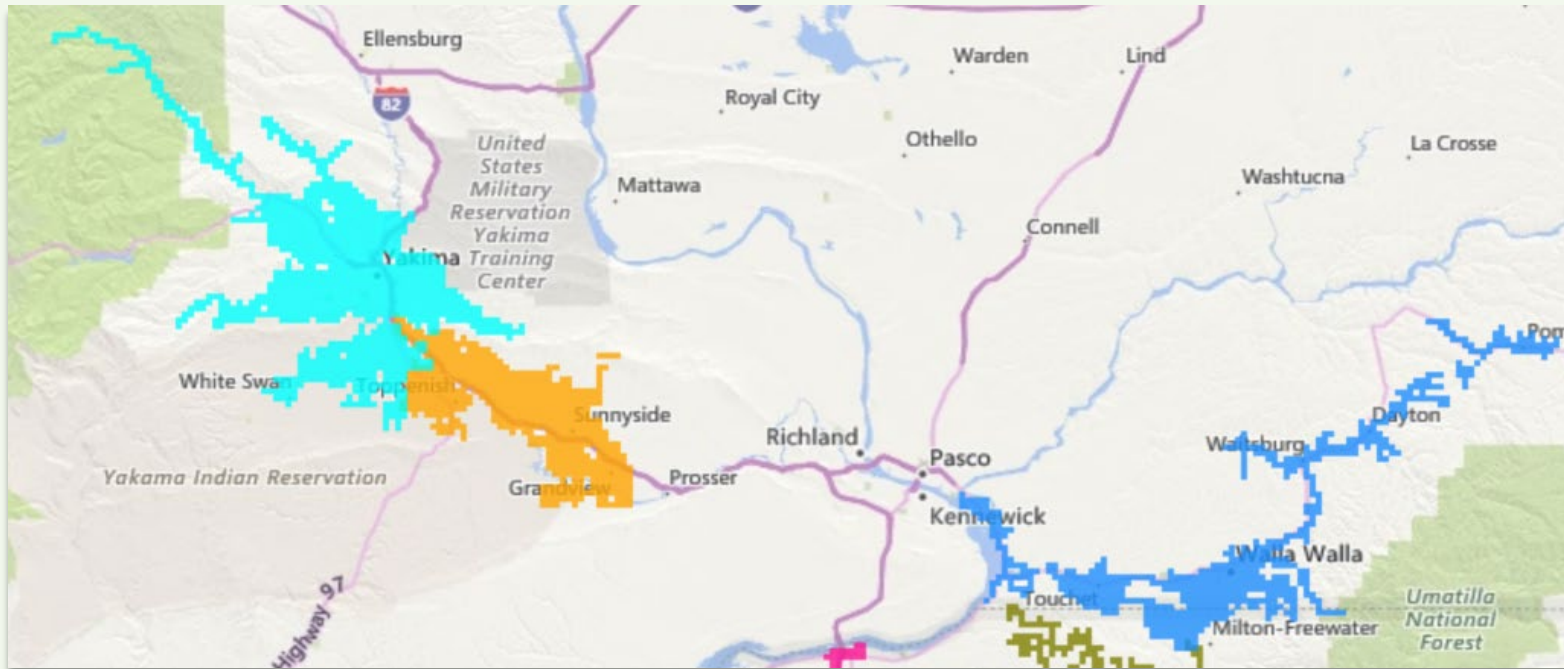 Ellensburg
Warden
Lind
82
Royal City
United
States
Military
Reservation
Yakima
Training
Center
Othello
La Crosse
Mattawa
Washtucna
Connell
Yakima
Pom
White Swan
Toppenish
Sunnyside
Dayton
Richland
Waitsburg
Pasco
Yakama Indian Reservation
Prosser
Grandview
Kennewick
Walla Walla
Touchet
Umatilla
National
Forest
Milton-Freewater
Highway 97